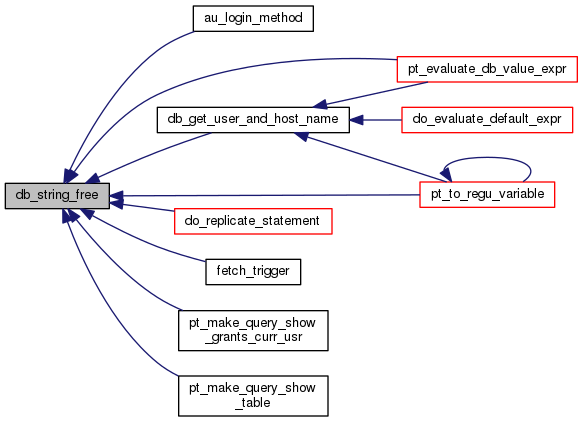 au_login_method
pt_evaluate_db_value_expr
db_get_user_and_host_name
do_evaluate_default_expr
db_string_free
pt_to_regu_variable
do_replicate_statement
fetch_trigger
pt_make_query_show
_grants_curr_usr
pt_make_query_show
_table